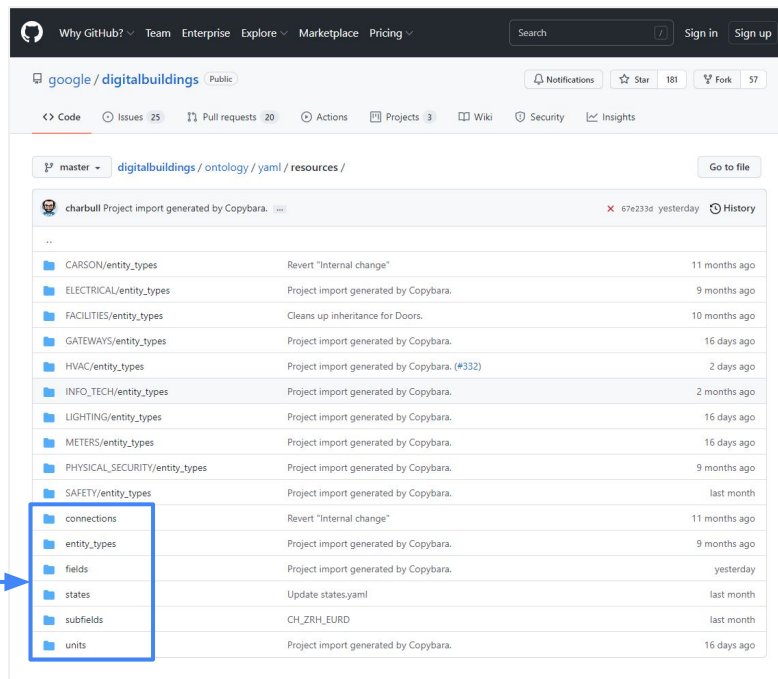 Why GitHub? Team Enterprise Explore Marketplace Pricing Search / Sign in Sign up
google / digitalbuildings Public Notifications Star 181 Fork 57
<> Code Issues 25 Pull requests 20 Actions Projects 3 Wiki Security Insights
master digitalbuildings / ontology / yaml / resources / Go to file
charbull Project import generated by Copybara. ... 67e233d yesterday History
..
CARSON/entity_types Revert "Internal change" 11 months ago
ELECTRICAL/entity_types Project import generated by Copybara. 9 months ago
FACILITIES/entity_types Cleans up inheritance for Doors. 10 months ago
GATEWAYS/entity_types Project import generated by Copybara. 16 days ago
HVAC/entity_types Project import generated by Copybara. (#332) 2 days ago
INFO_TECH/entity_types Project import generated by Copybara. 2 months ago
LIGHTING/entity_types Project import generated by Copybara. 16 days ago
METERS/entity_types Project import generated by Copybara. 16 days ago
PHYSICAL_SECURITY/entity_types Project import generated by Copybara. 9 months ago
SAFETY/entity_types Project import generated by Copybara. last month
connections Revert "Internal change" 11 months ago
entity_types Project import generated by Copybara. 9 months ago
fields Project import generated by Copybara. yesterday
states Update states.yaml last month
subfields CH_ZRH_EURD last month
units Project import generated by Copybara. 16 days ago